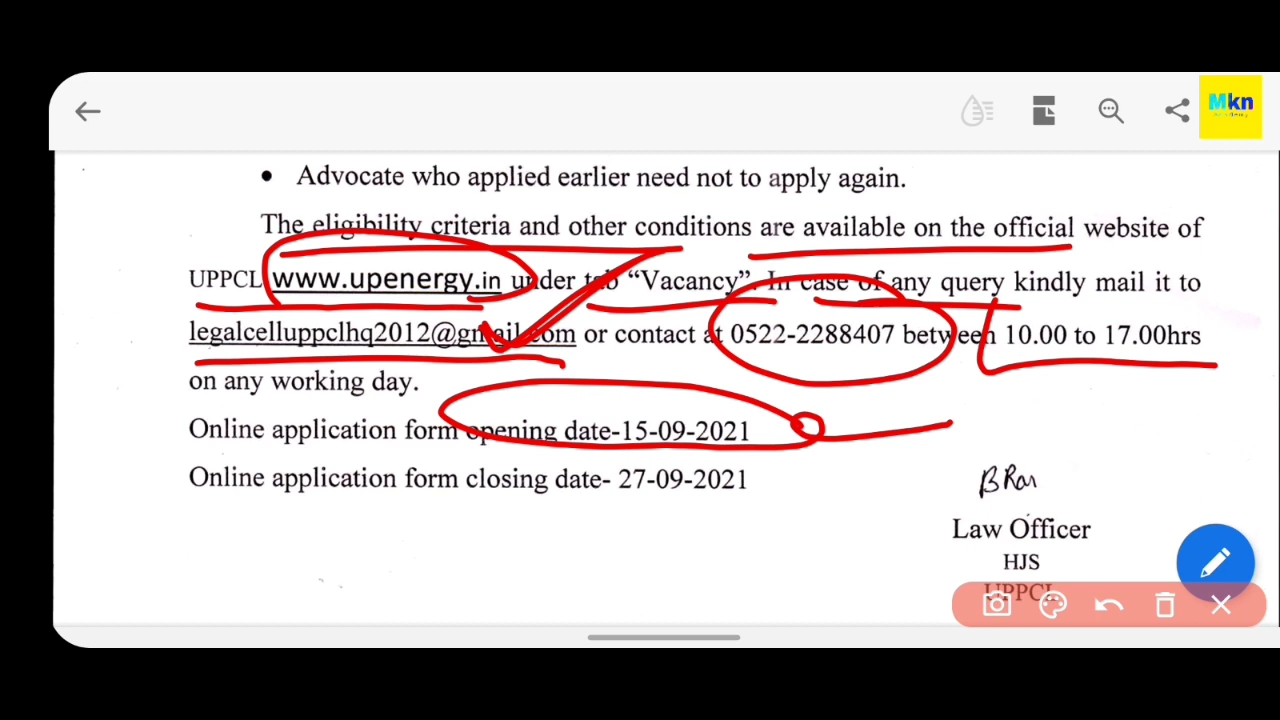 Mkn
• Advocate who applied earlier need not to apply again.
The eligibility criteria and other conditions are available on the official website of
UPPCL www.upenergy.in under tab “Vacancy”. In case of any query kindly mail it to
legalcelluppclhq2012@gmail.com or contact at 0522-2288407 between 10.00 to 17.00hrs
on any working day.
Online application form opening date-15-09-2021
Online application form closing date- 27-09-2021
Law Officer
HJS
UPPCL